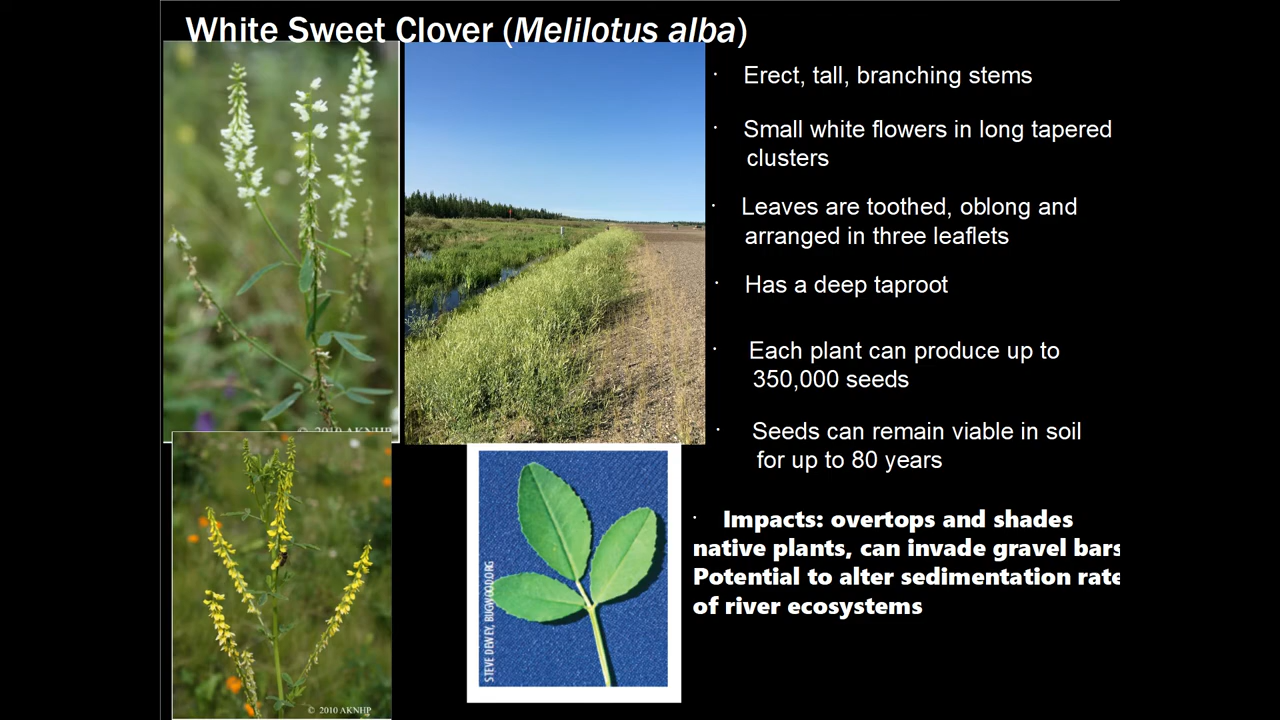 White Sweet Clover (Melilotus alba)
· Erect, tall, branching stems
· Small white flowers in long tapered
clusters
· Leaves are toothed, oblong and
arranged in three leaflets
· Has a deep taproot
· Each plant can produce up to
350,000 seeds
· Seeds can remain viable in soil
for up to 80 years
· Impacts: overtops and shades
native plants, can invade gravel bars
Potential to alter sedimentation rate
of river ecosystems
© 2010 AKNHP
STEVE DEWEY, BUGWOOD.ORG
© 2010 AKNHP